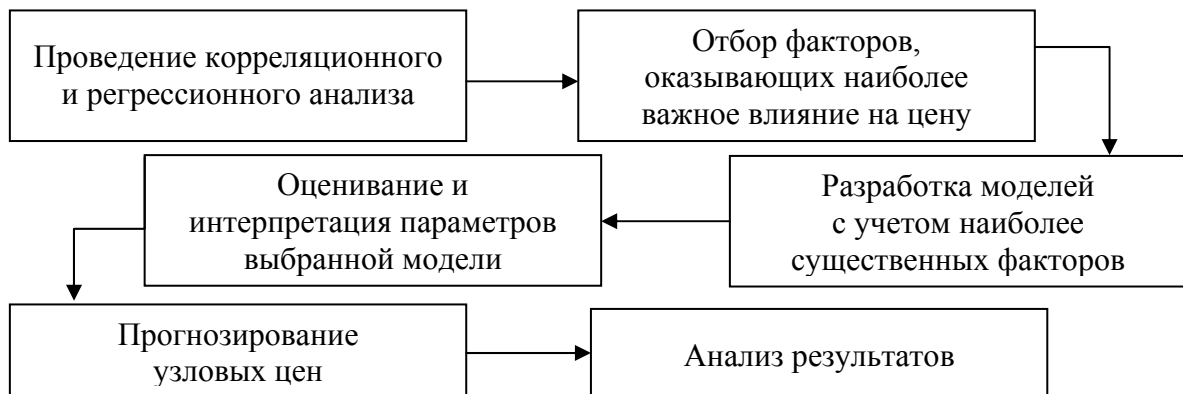 Проведение корреляционного
и регрессионного анализа
Отбор факторов,
оказывающих наиболее
важное влияние на цену
Разработка моделей
с учетом наиболее
существенных факторов
Оценивание и
интерпретация параметров
выбранной модели
Прогнозирование
узловых цен
Анализ результатов